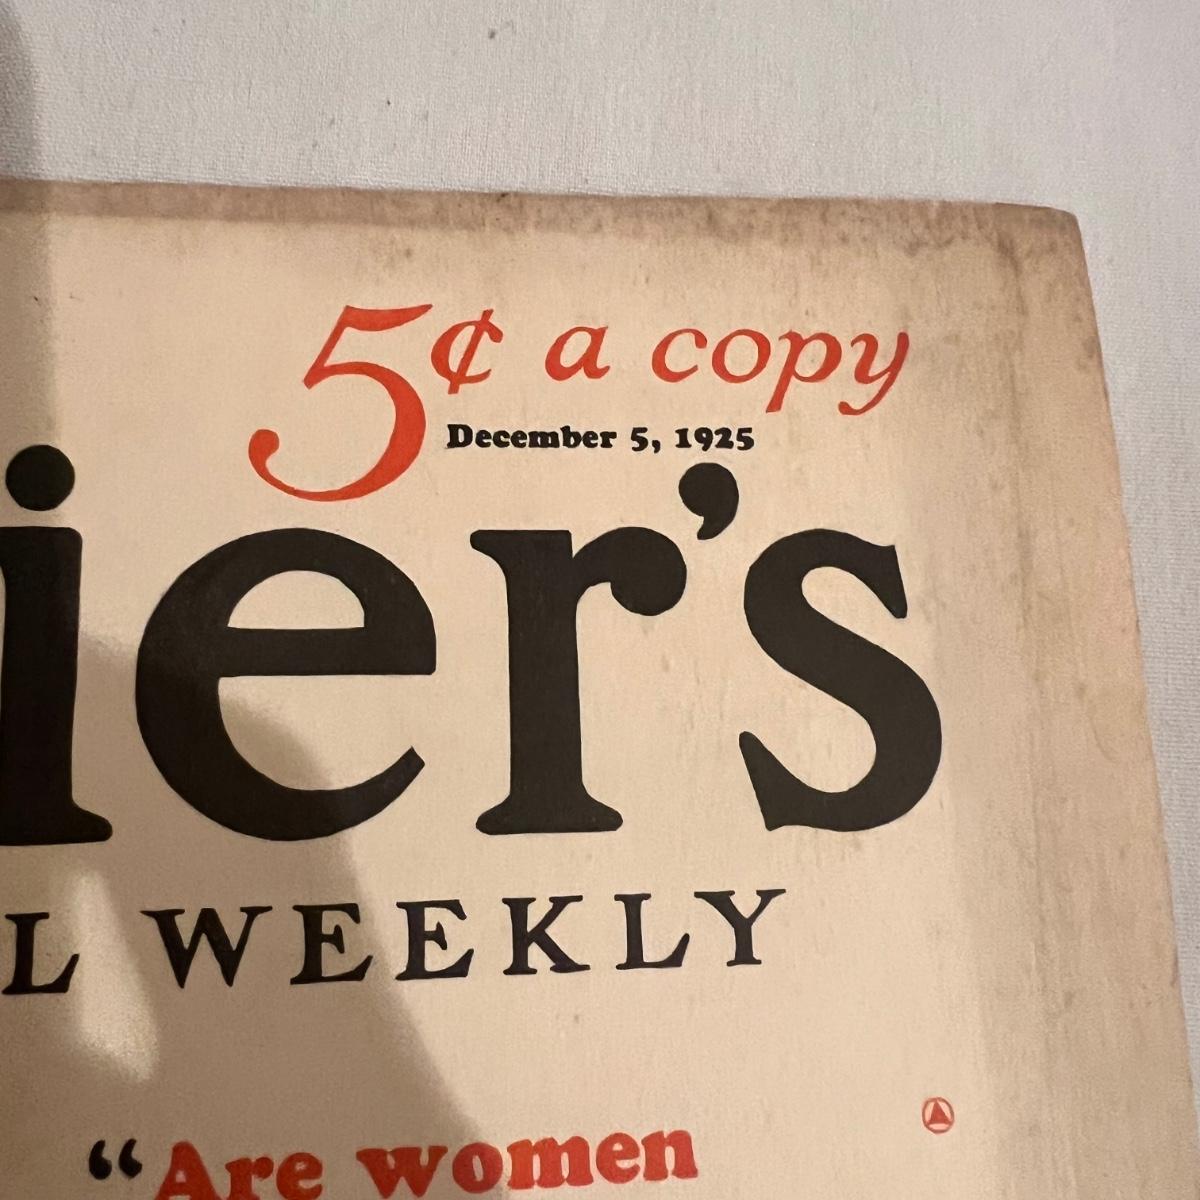 5¢ a copy
December 5, 1925
ier's
L WEEKLY
“Are women